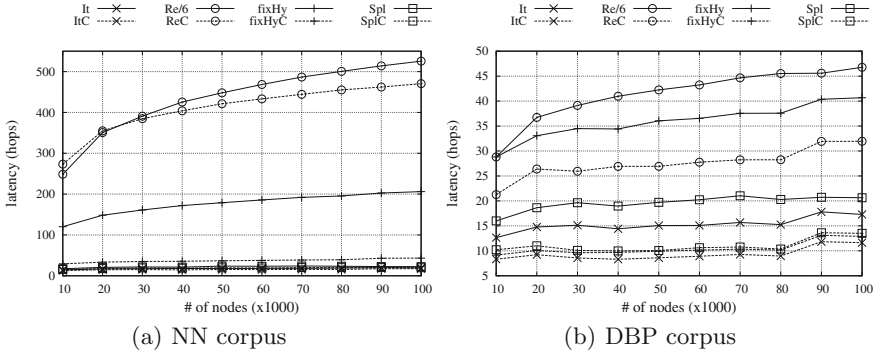 It Re/6 fixHy Spl
ItC ReC fixHyC SplC
500
400
300
200
100
0
latency (hops)
10 20 30 40 50 60 70 80 90 100
# of nodes (x1000)
(a) NN corpus
It Re/6 fixHy Spl
ItC ReC fixHyC SplC
50
45
40
35
30
25
20
15
10
5
latency (hops)
10 20 30 40 50 60 70 80 90 100
# of nodes (x1000)
(b) DBP corpus